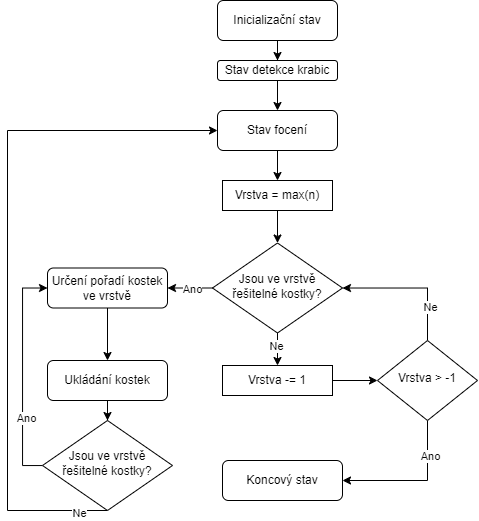 Inicializační stav
Stav detekce krabic
Stav focení
Vrstva = max(n)
Jsou ve vrstvě
řešitelné kostky?
Ano
Určení pořadí kostek
ve vrstvě
Ne
Ne
Ukládání kostek
Vrstva -= 1
Vrstva > -1
Ano
Jsou ve vrstvě
řešitelné kostky?
Ano
Koncový stav
Ne